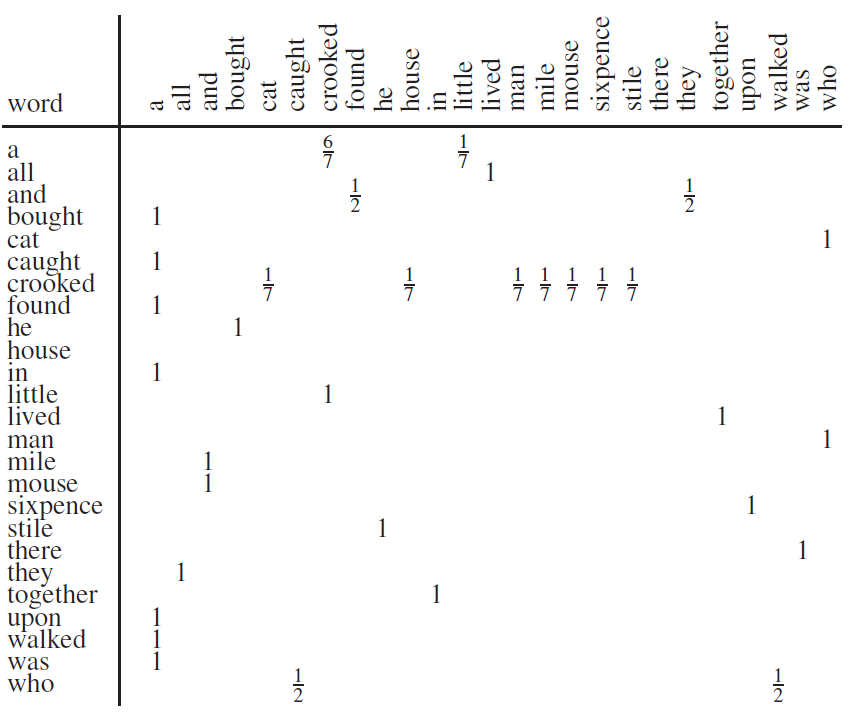 word a all and bought cat caught crooked found he house in little lived man mile mouse sixpence stile there they together upon walked was who
a 6/7 1/7
all 1
and 1/2 1/2
bought 1
cat 1
caught 1
crooked 1/7 1/7 1/7 1/7 1/7 1/7 1/7
found 1
he 1
house
in 1
little 1
lived 1
man 1
mile 1
mouse 1
sixpence 1
stile 1
there 1
they 1
together 1
upon 1
walked 1
was 1
who 1/2 1/2